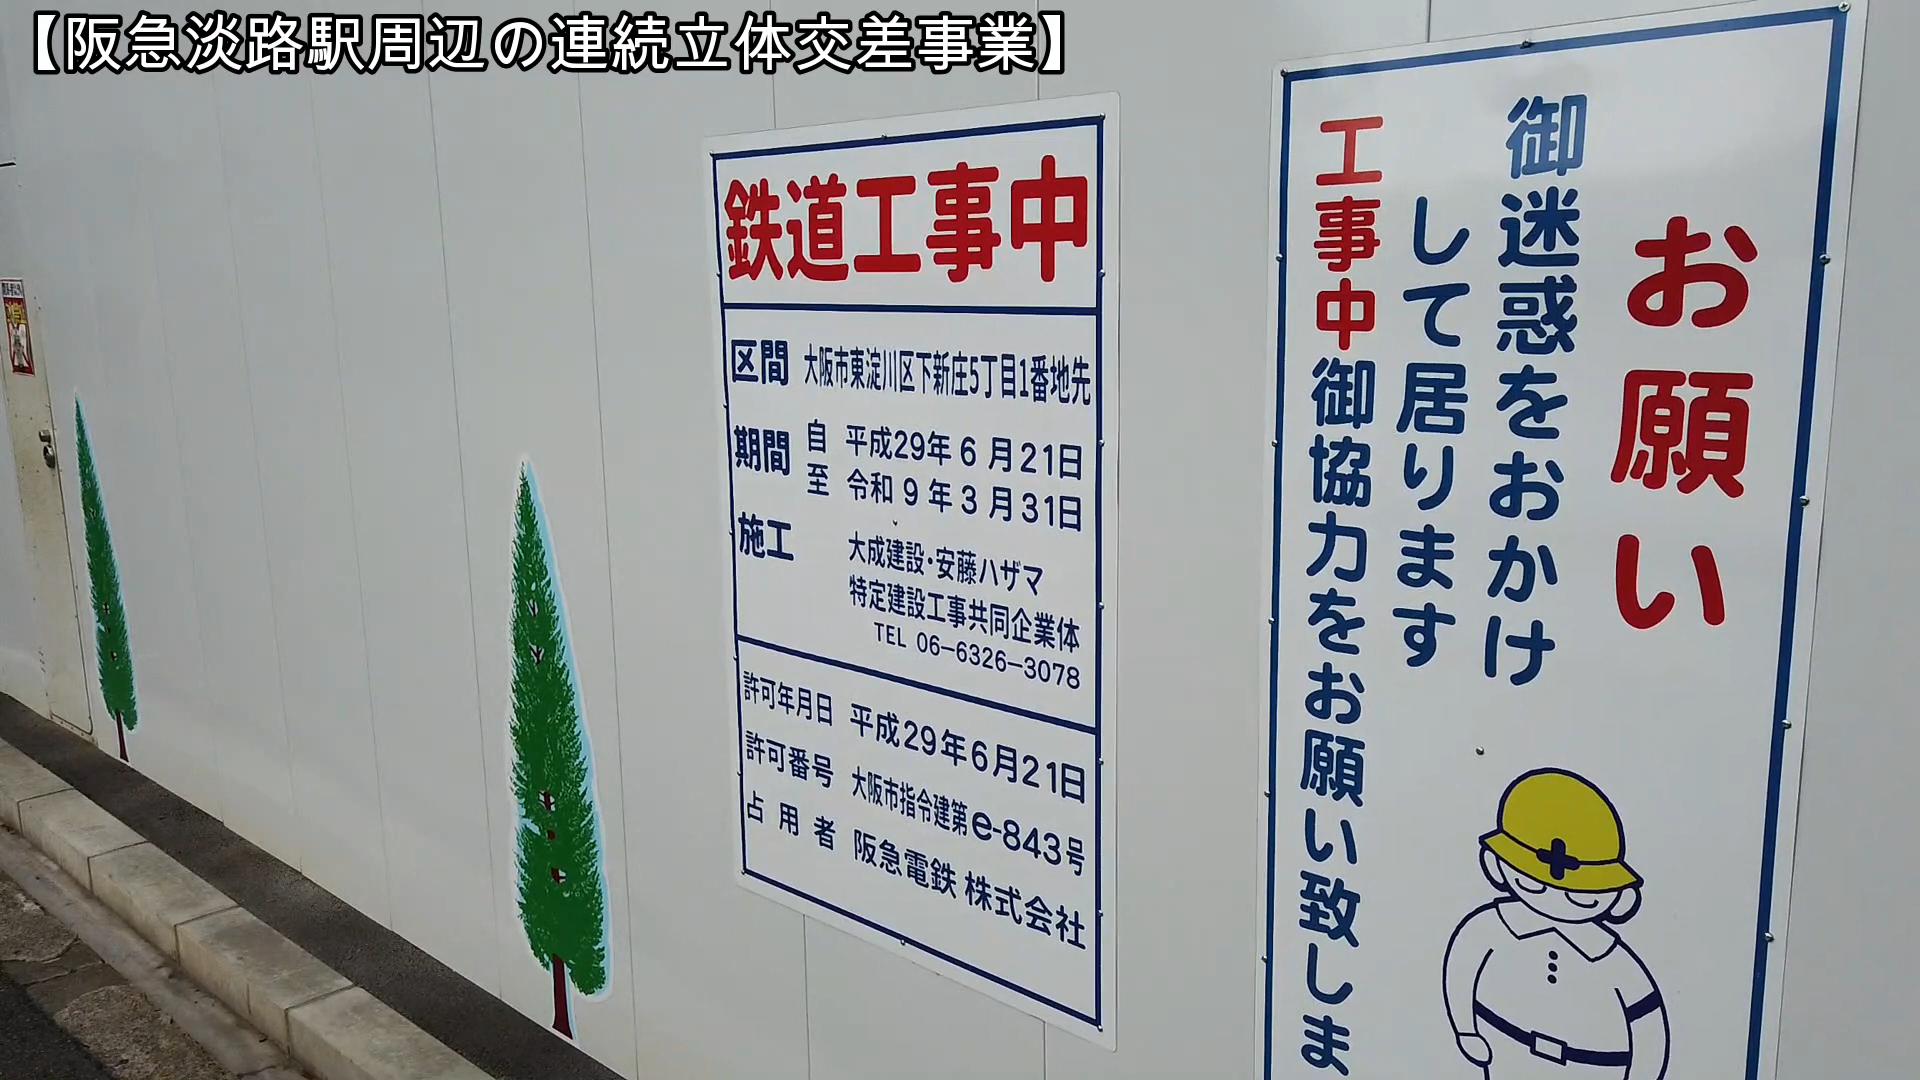 【阪急淡路駅周辺の連続立体交差事業】
鉄道工事中
区間 大阪市東淀川区下新庄5丁目1番地先
期間 自 平成29年6月21日
至 令和9年3月31日
施工 大成建設・安藤ハザマ
特定建設工事共同企業体
TEL 06-6326-3078
許可年月日 平成29年6月21日
許可番号 大阪市指令建第e-843号
占用者 阪急電鉄株式会社
お願い
御迷惑をおかけ
して居ります
工事中御協力をお願い致しま